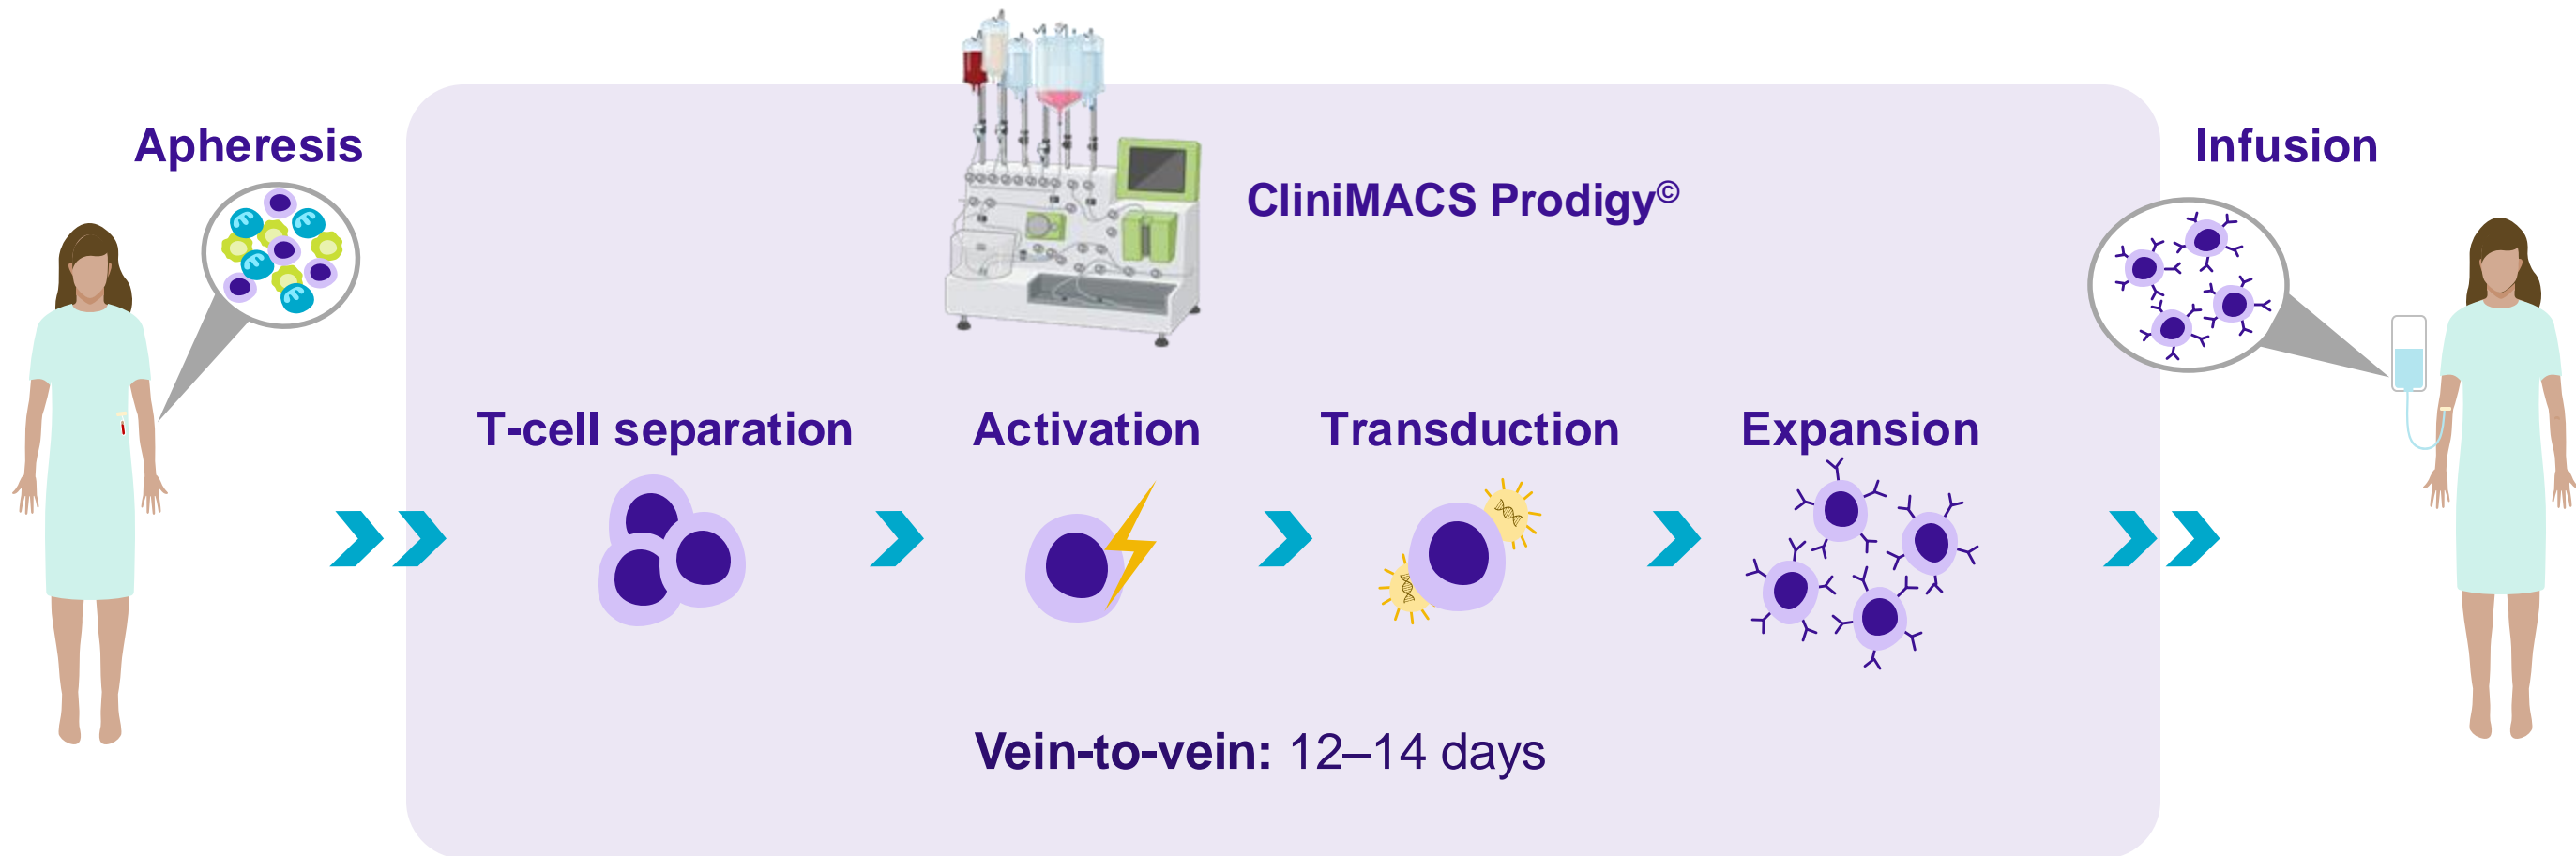 Apheresis
CliniMACS Prodigy©
Infusion
T-cell separation
Activation
Transduction
Expansion
Vein-to-vein: 12–14 days